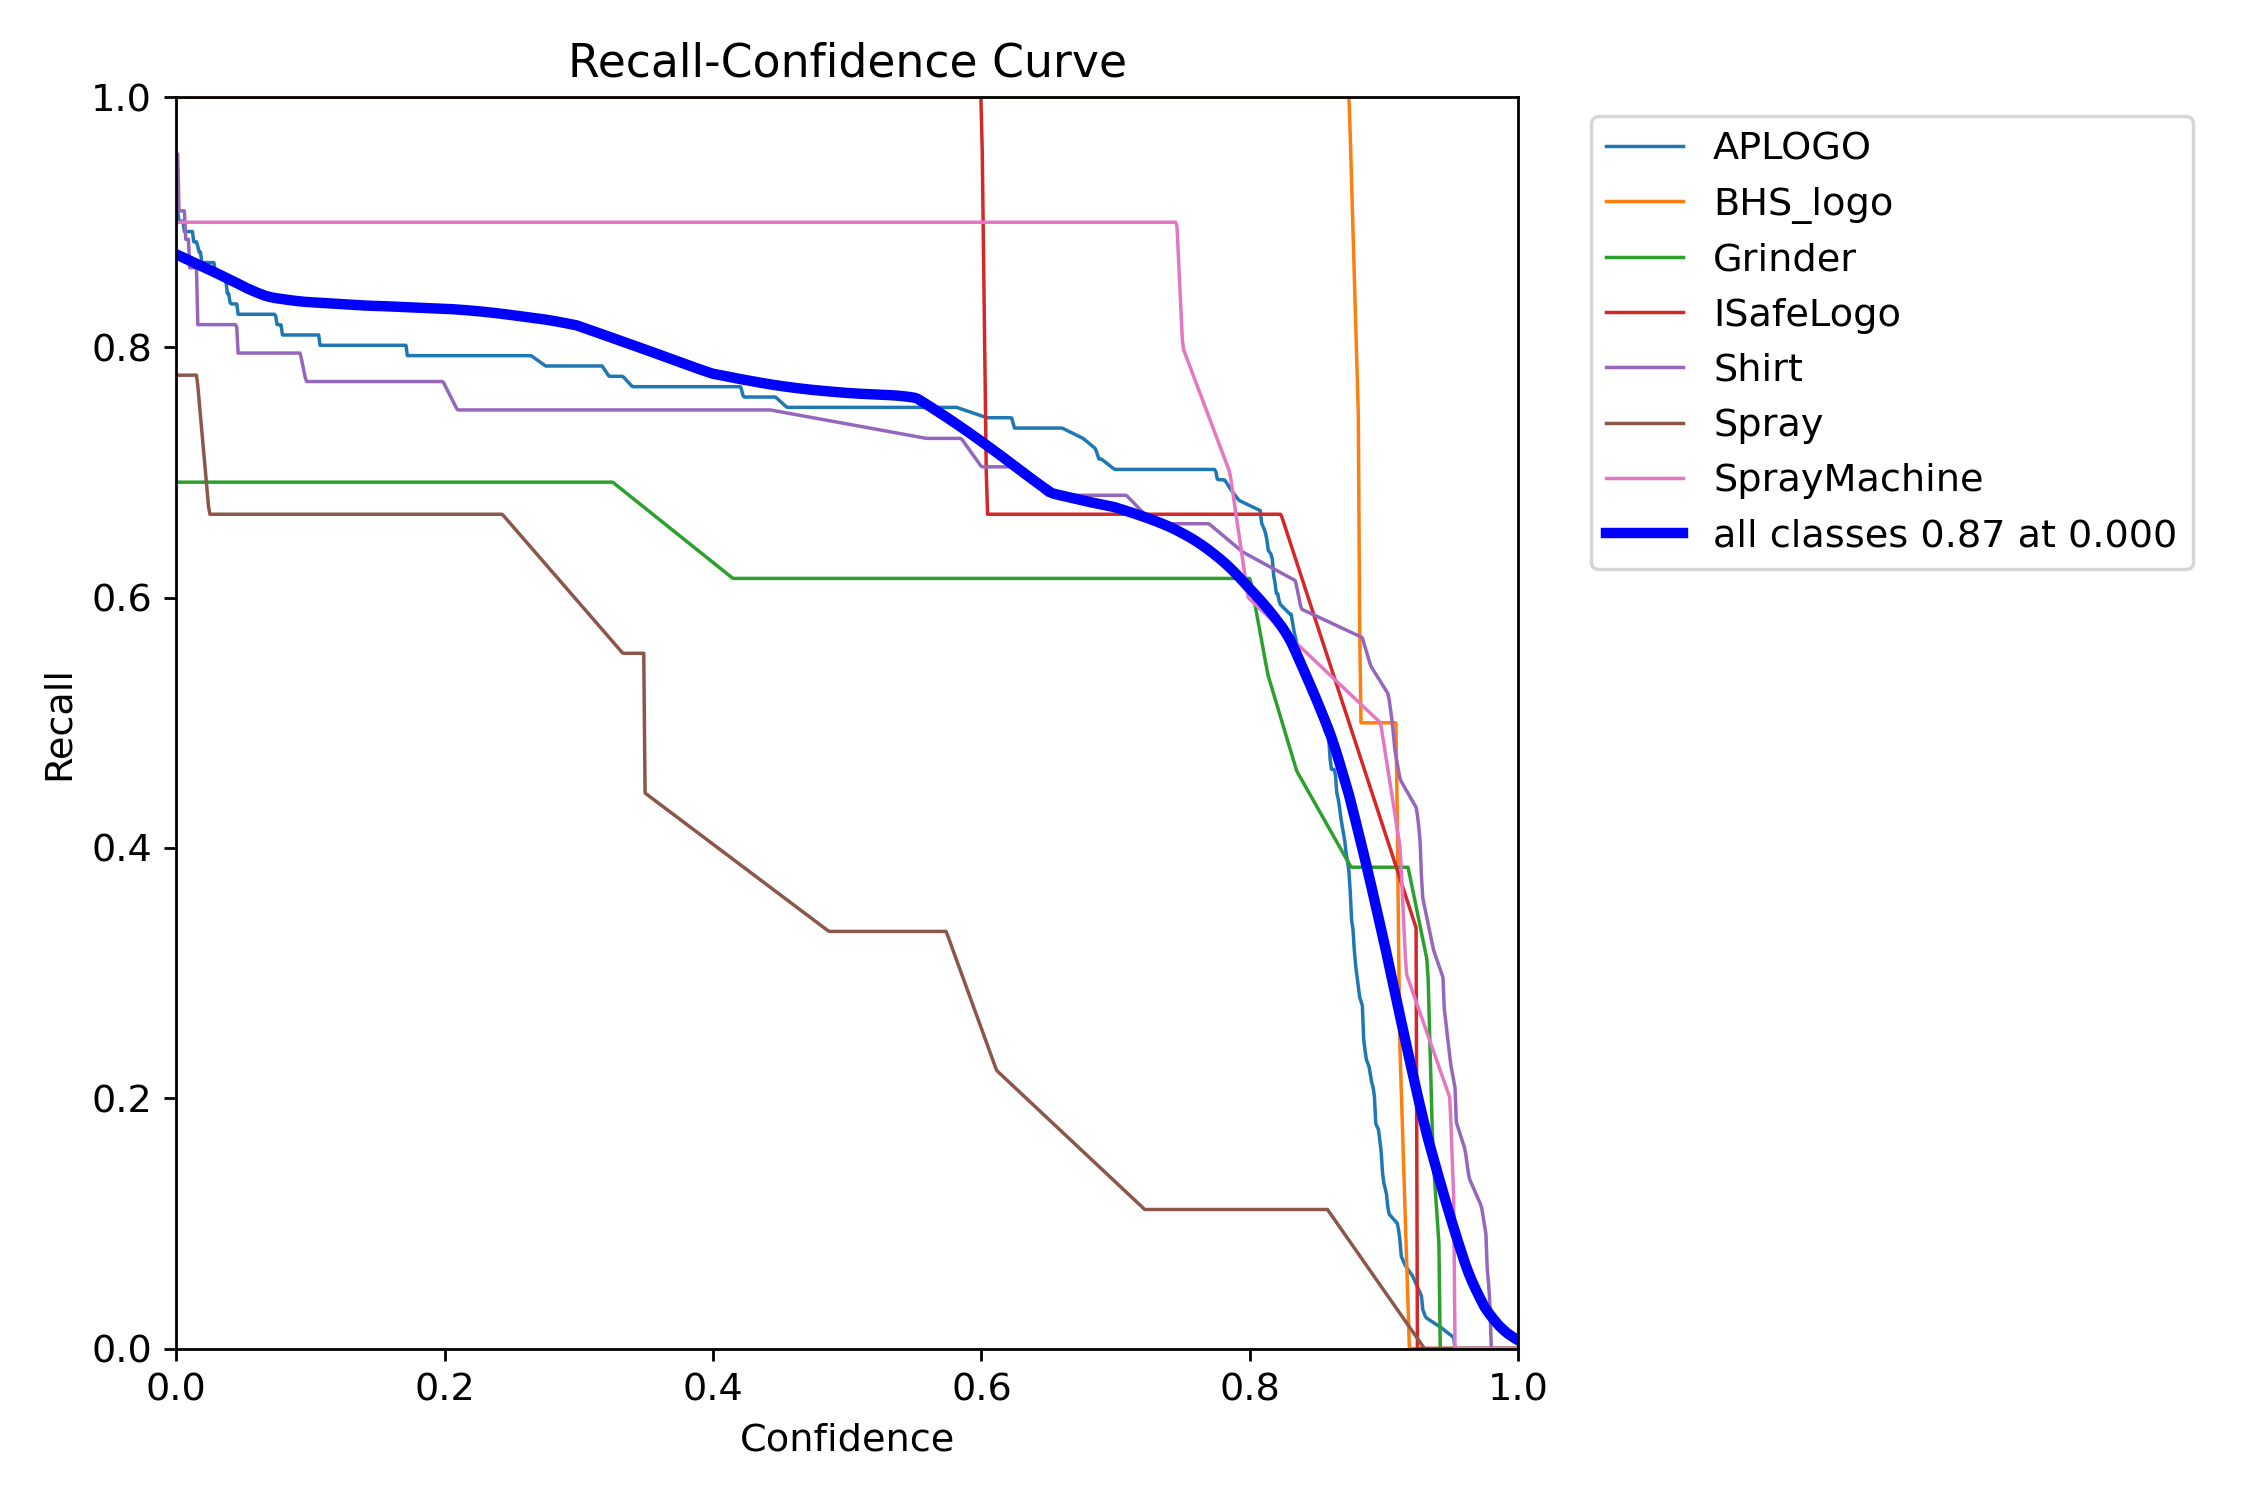 Recall-Confidence Curve
1.0
0.8
0.6
0.4
0.2
0.0
Recall
0.0 0.2 0.4 0.6 0.8 1.0
Confidence
APLOGO
BHS_logo
Grinder
ISafeLogo
Shirt
Spray
SprayMachine
all classes 0.87 at 0.000